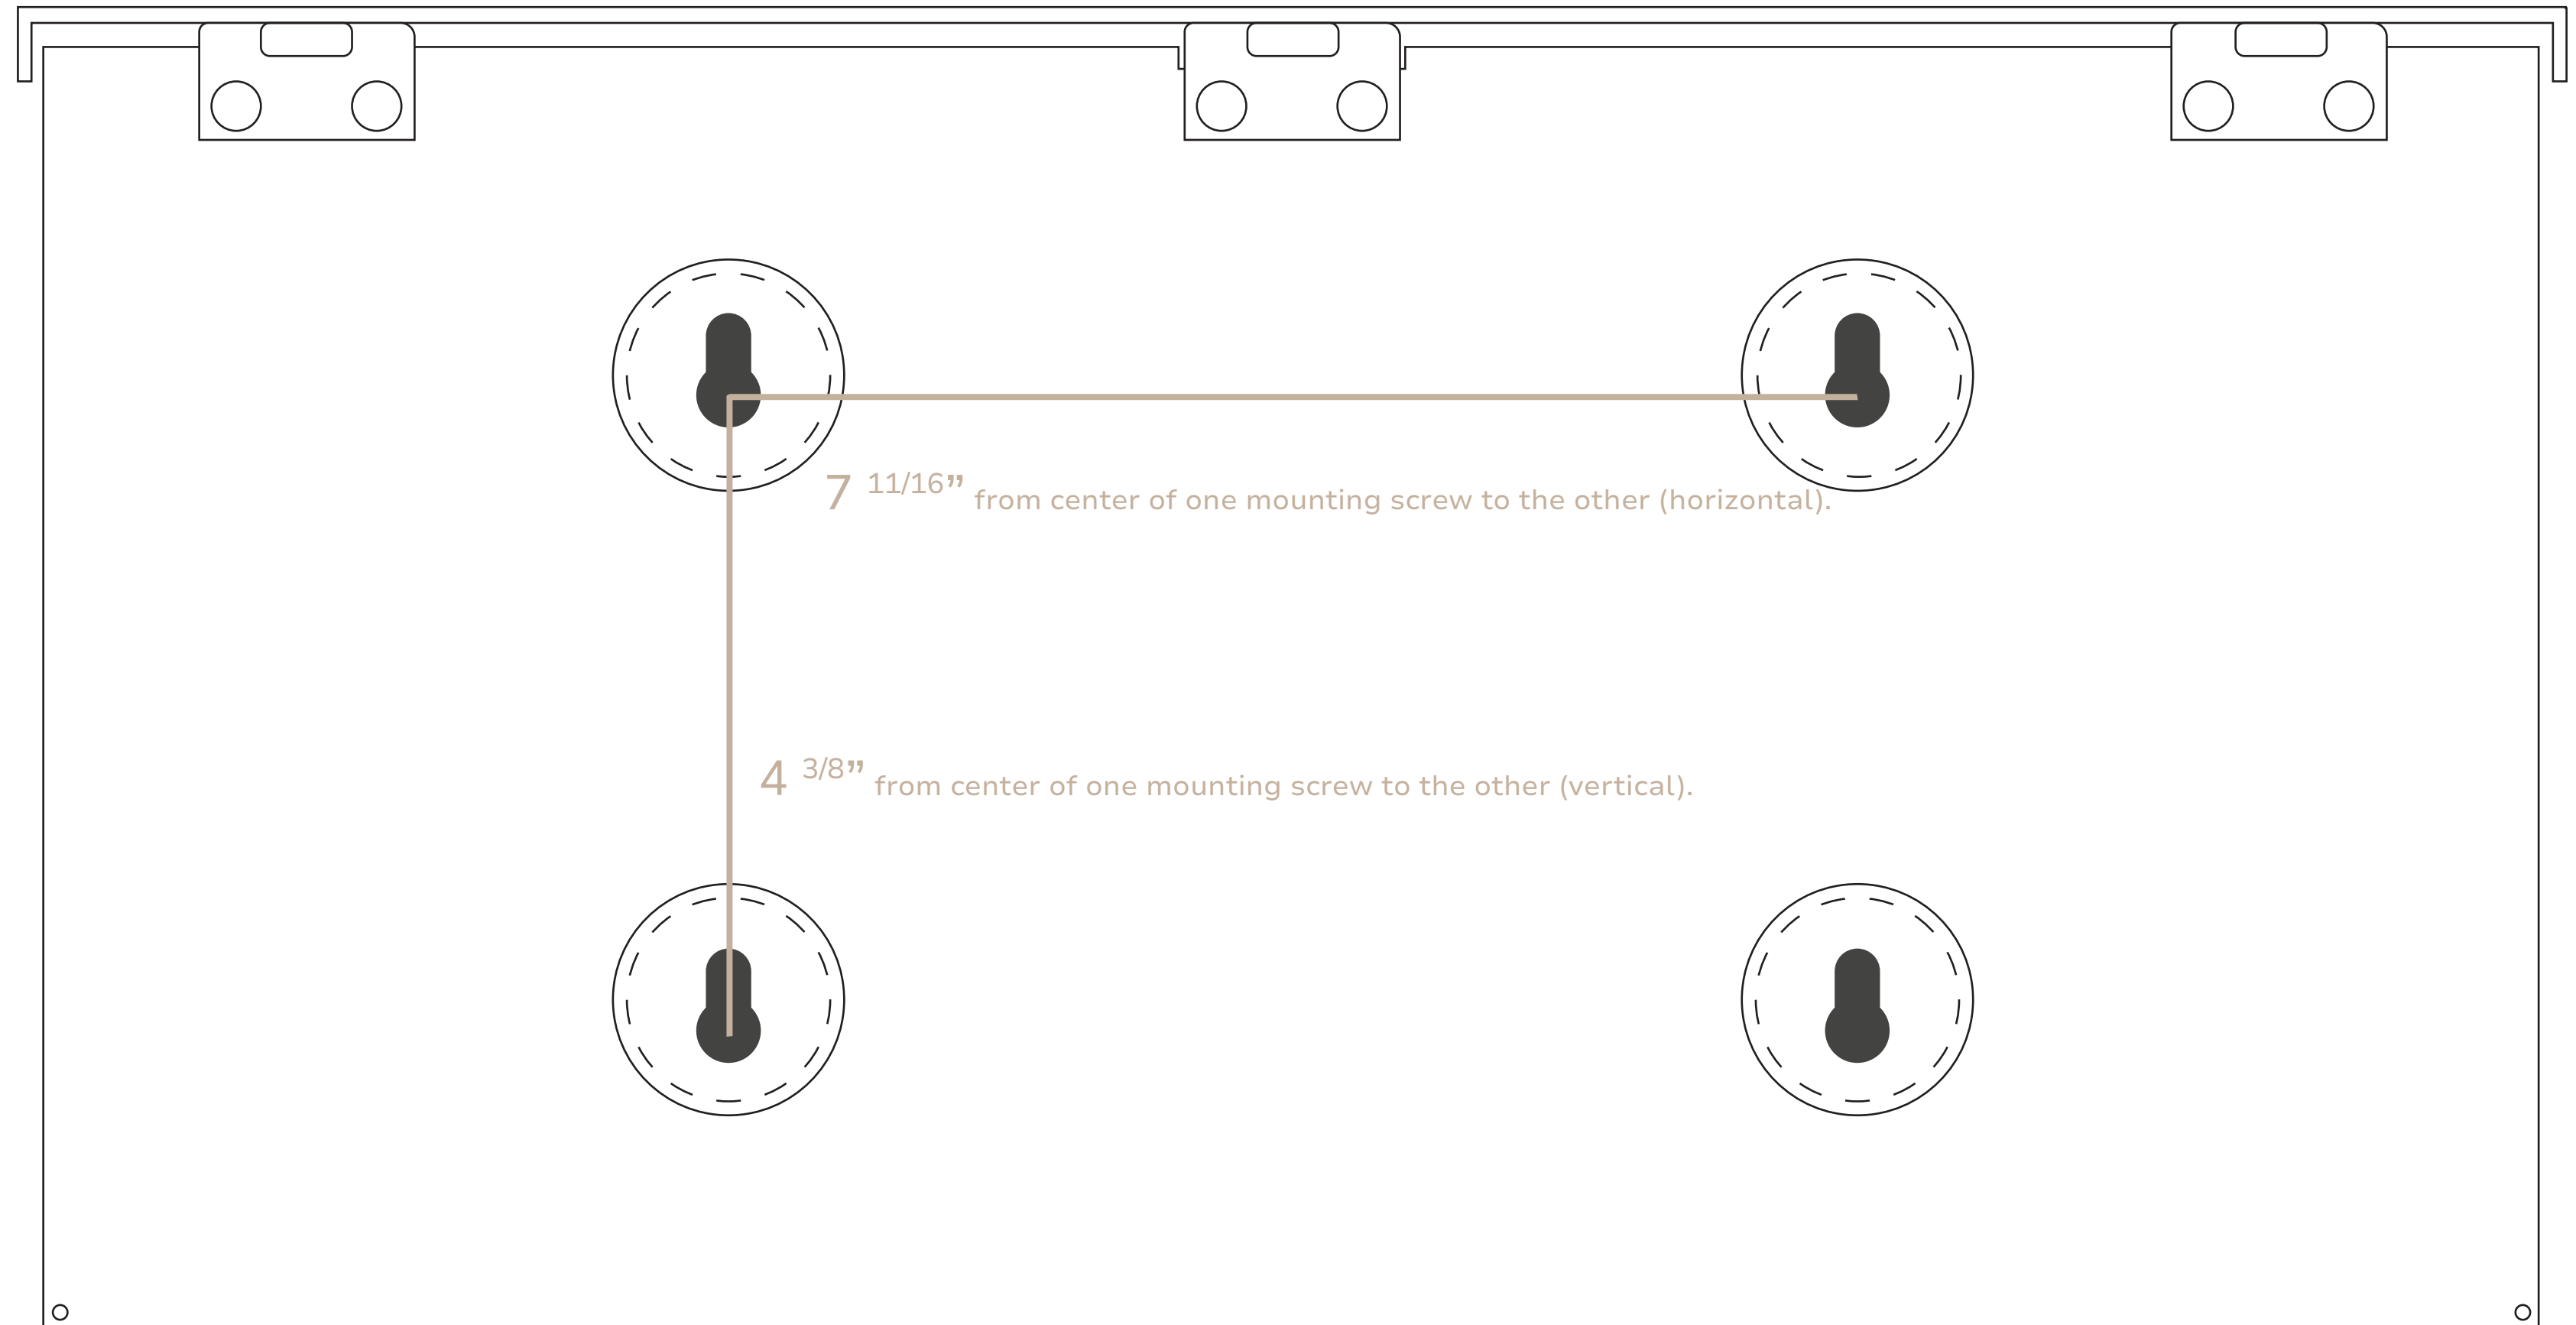 7 11/16” from center of one mounting screw to the other (horizontal).
4 3/8” from center of one mounting screw to the other (vertical).